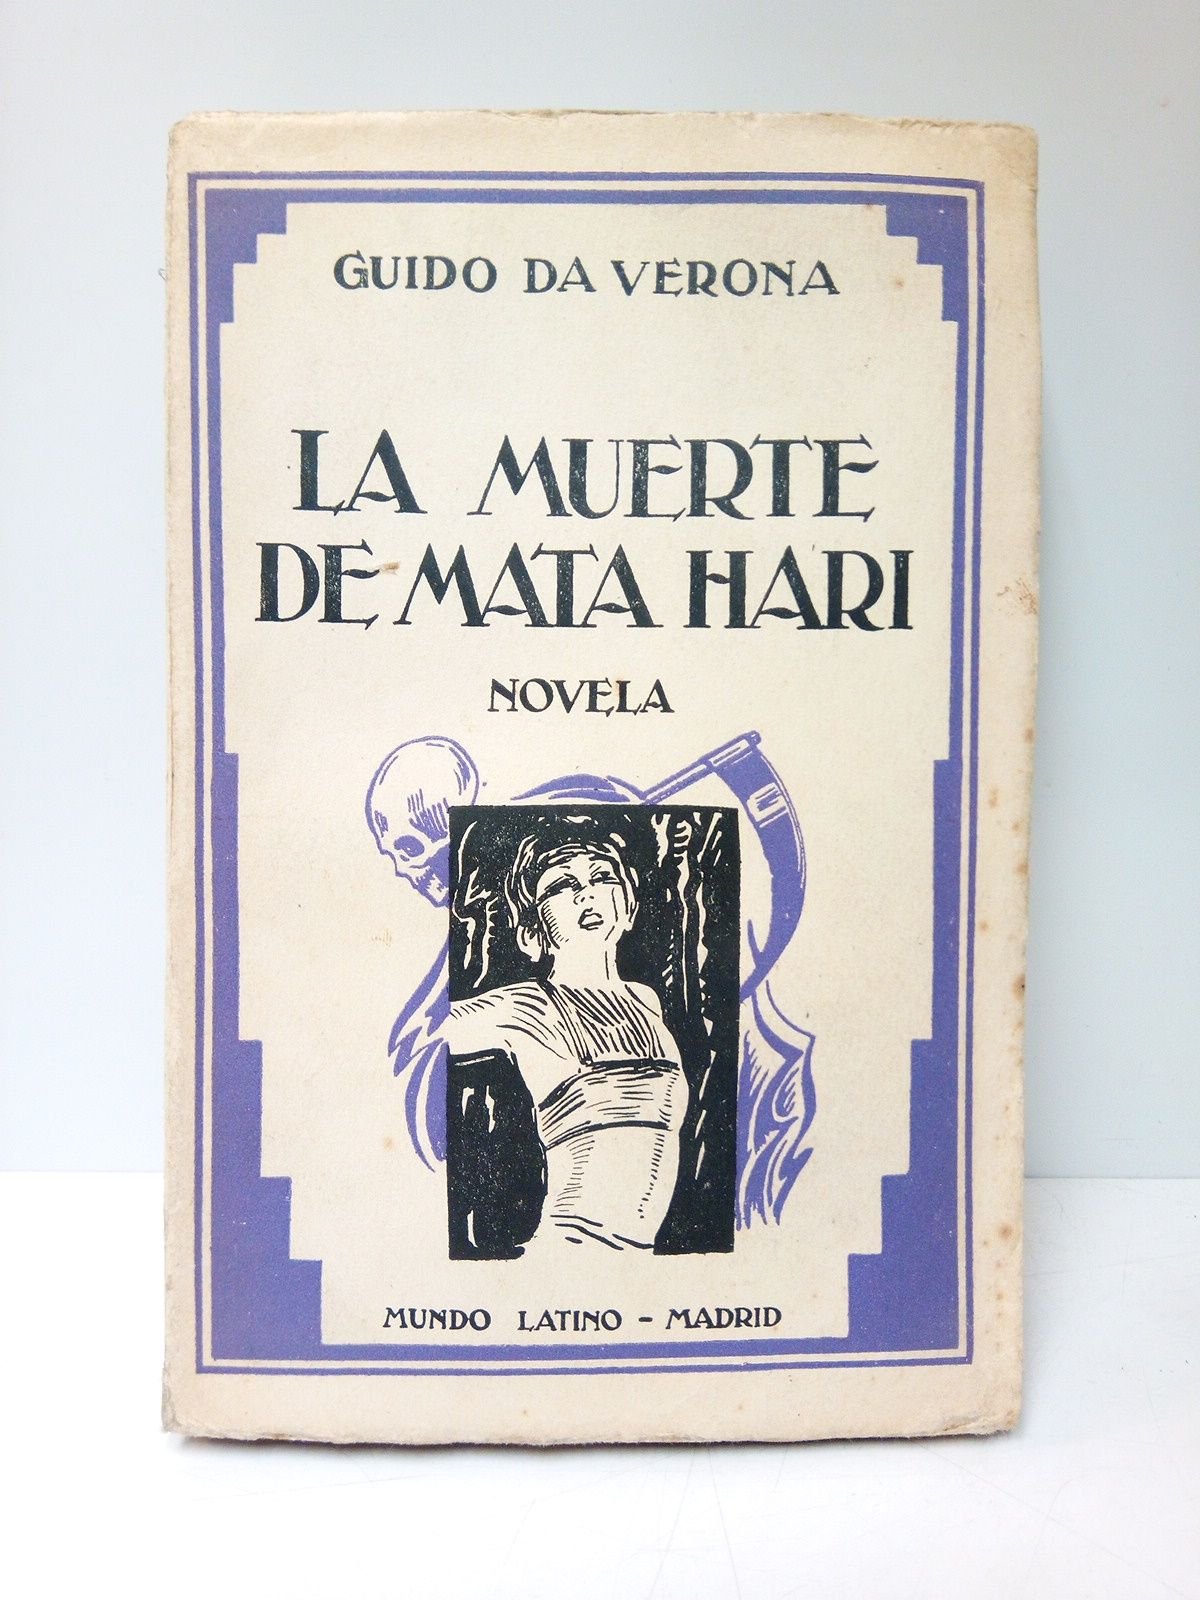 GUIDO DA VERONA
LA MUERTE
DE MATA HARI
NOVELA
MUNDO LATINO - MADRID